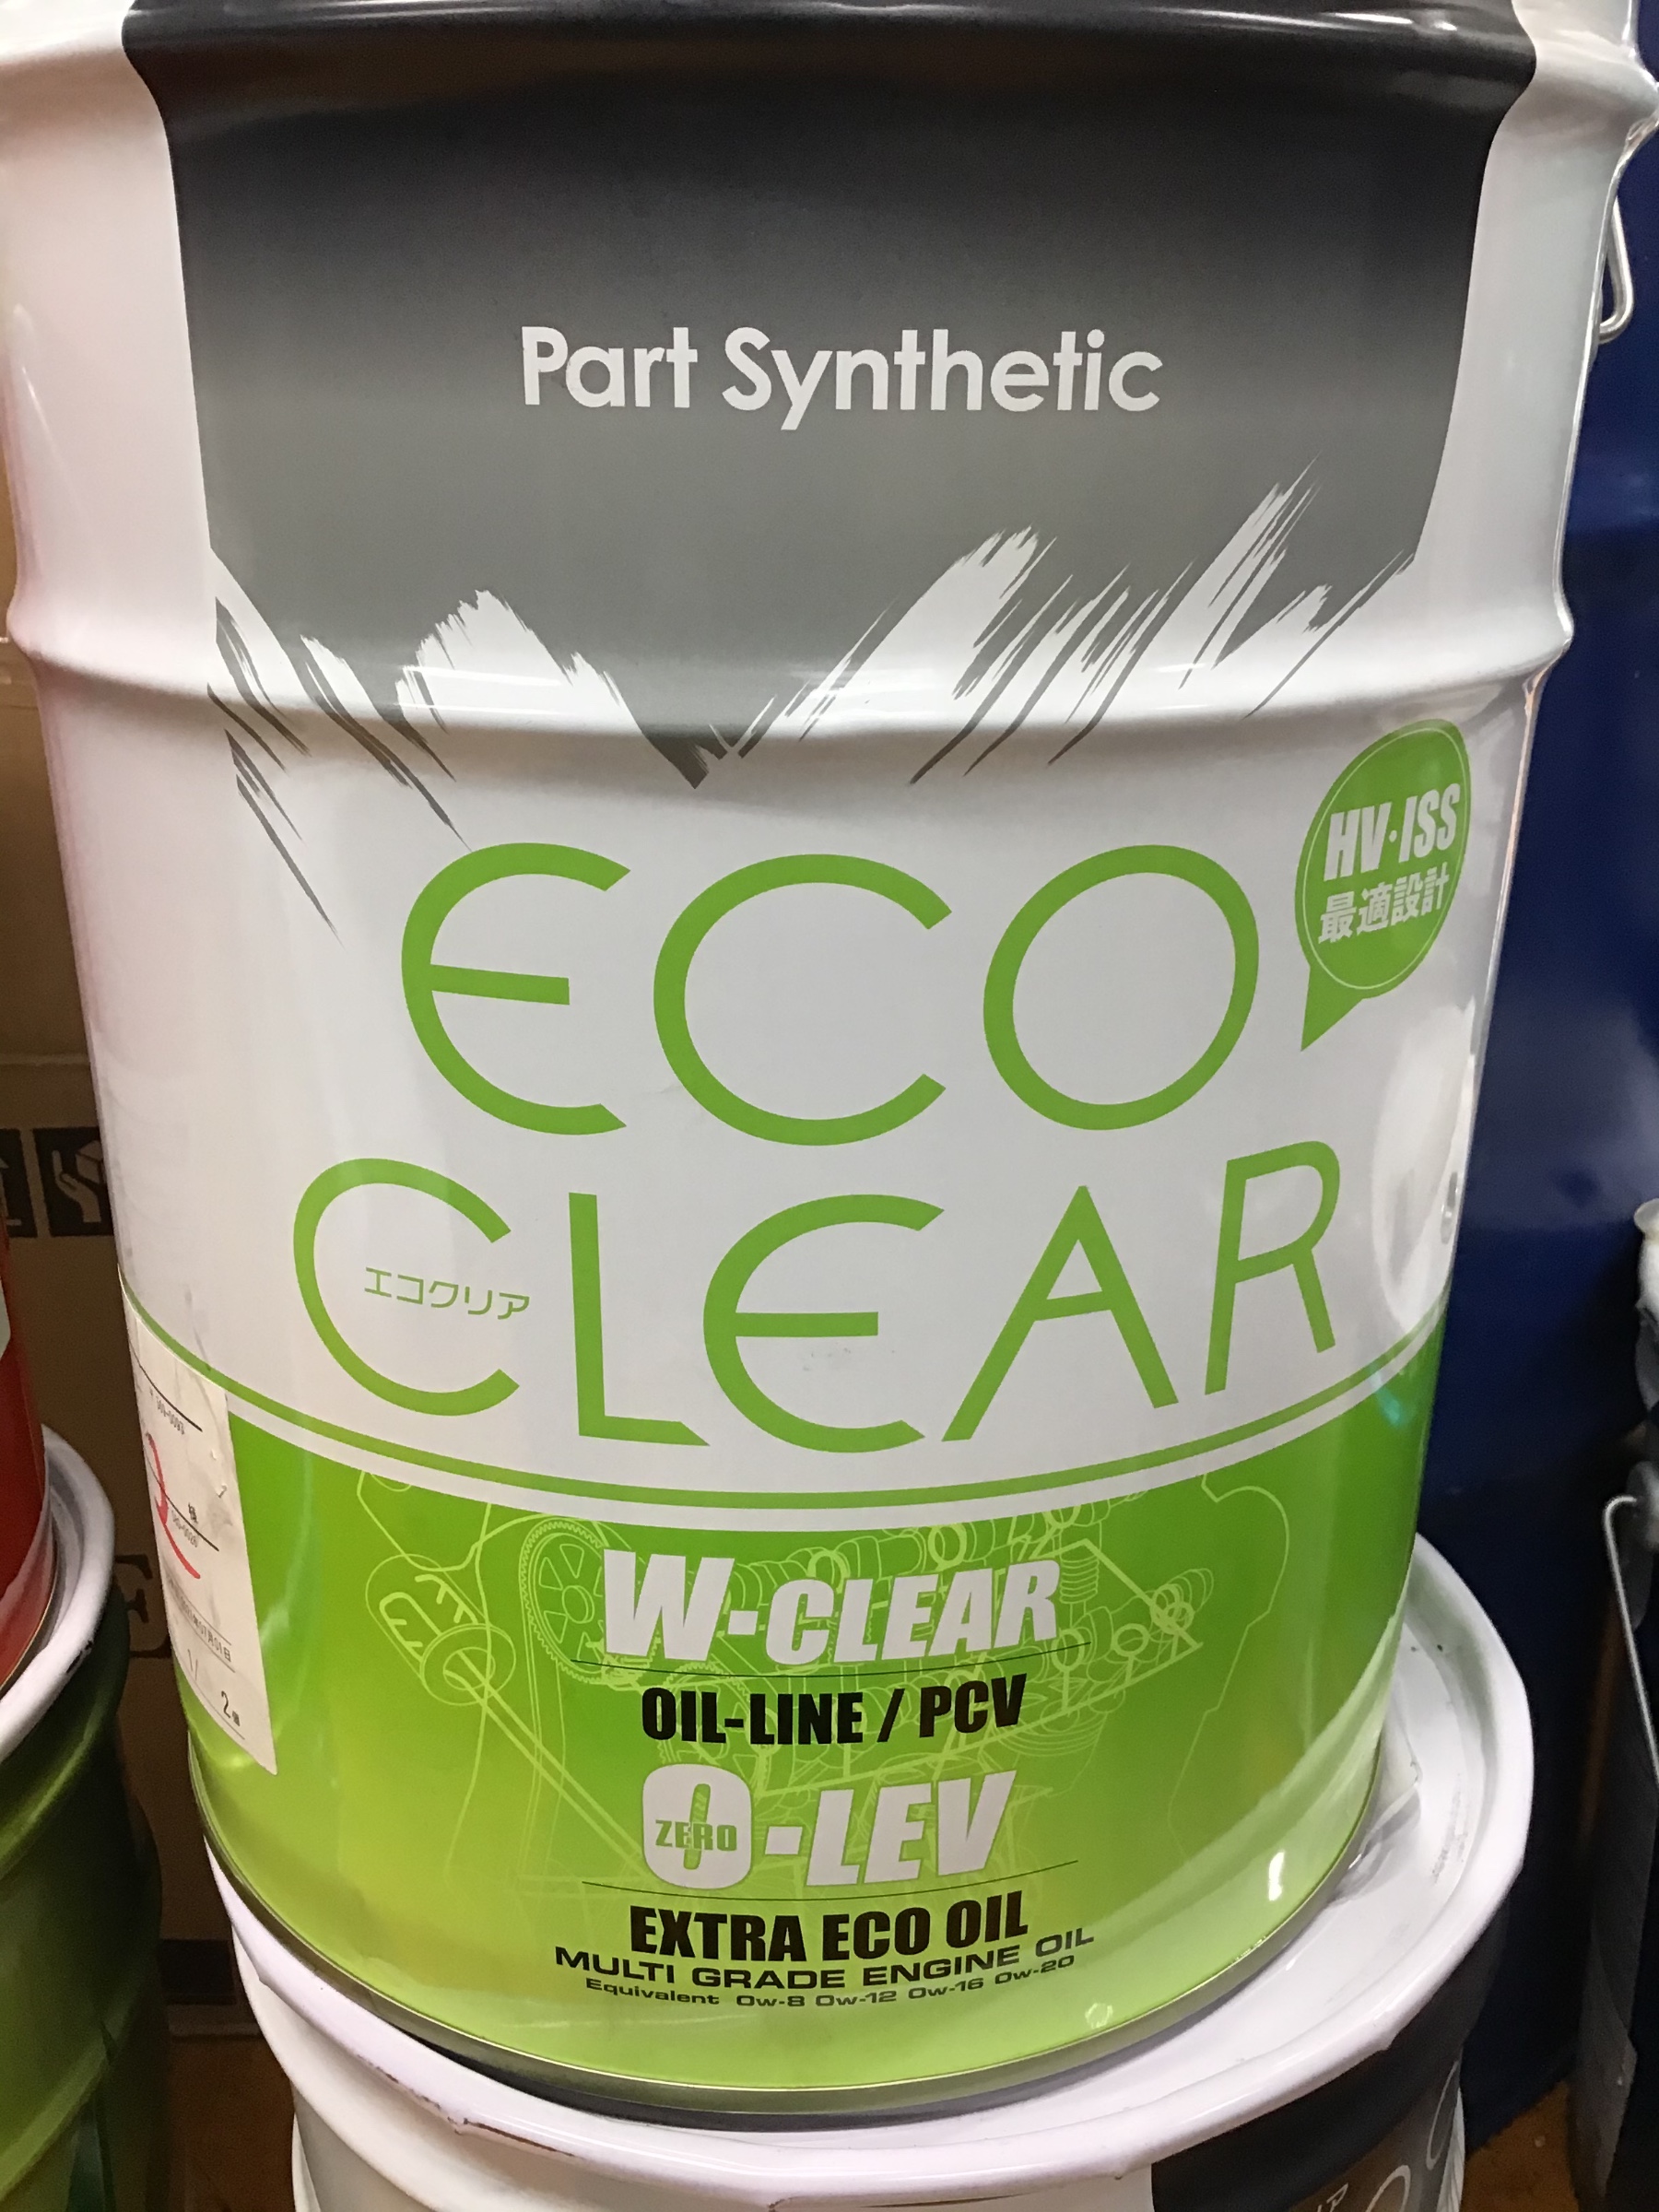 Part Synthetic
HV・ISS
最適設計
ECO
CLEAR
エコクリア
W-CLEAR
OIL-LINE / PCV
0-LEV
ZERO
EXTRA ECO OIL
MULTI GRADE ENGINE OIL
Equivalent 0w-8 0w-12 0w-16 0w-20
2個